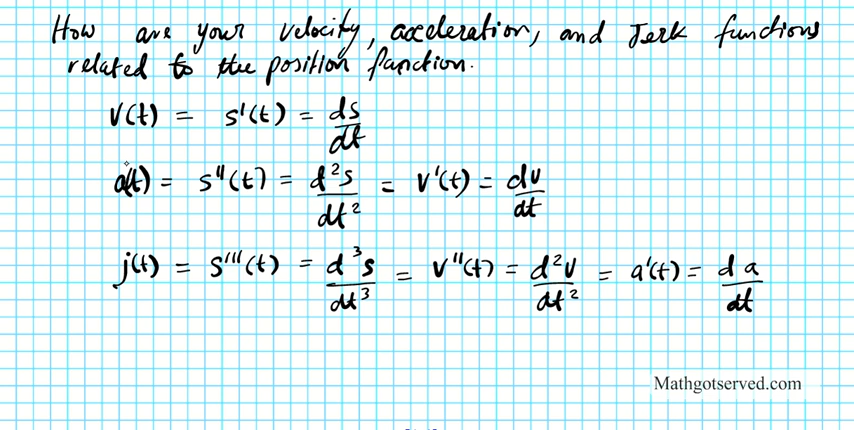 How are your velocity, acceleration, and Jerk functions
related to the position function.
v(t) = s'(t) = ds/dt
a(t) = s''(t) = d²s/dt² = v'(t) = dv/dt
j(t) = s'''(t) = d³s/dt³ = v''(t) = d²v/dt² = a'(t) = da/dt
Mathgotserved.com